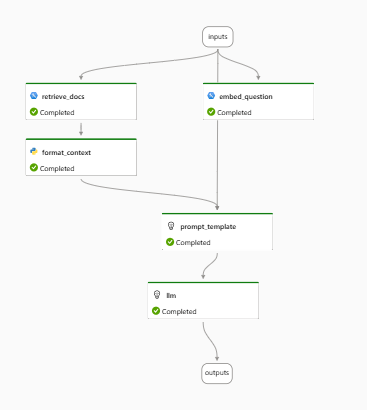 inputs
retrieve_docs
Completed
embed_question
Completed
format_context
Completed
prompt_template
Completed
llm
Completed
outputs